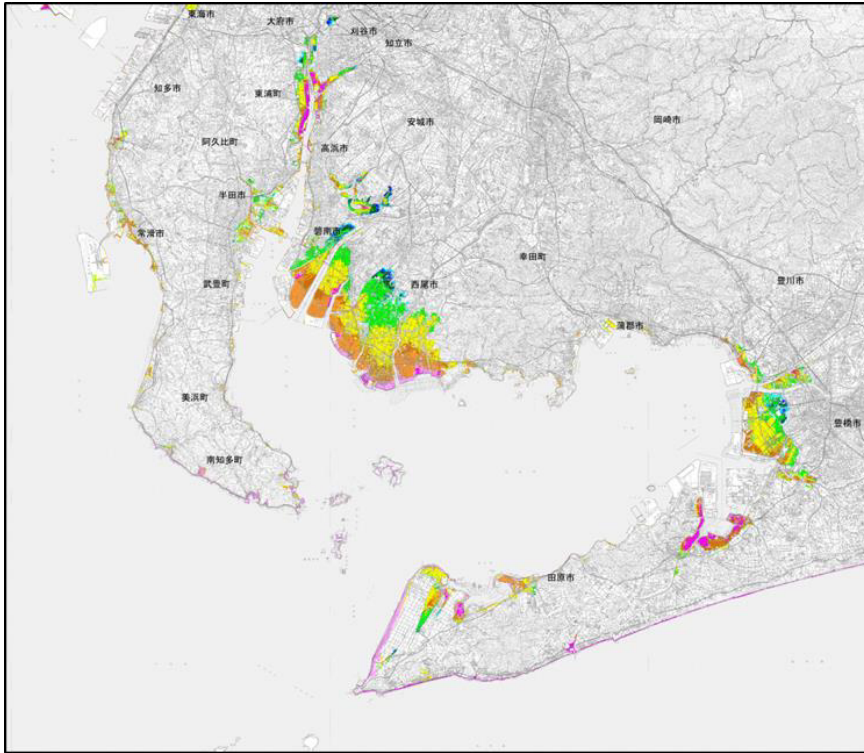 東海市
大府市
刈谷市
知立市
知多市
東浦町
安城市
岡崎市
阿久比町
高浜市
半田市
常滑市
碧南市
幸田町
武豊町
西尾市
豊川市
蒲郡市
美浜町
豊橋市
南知多町
田原市